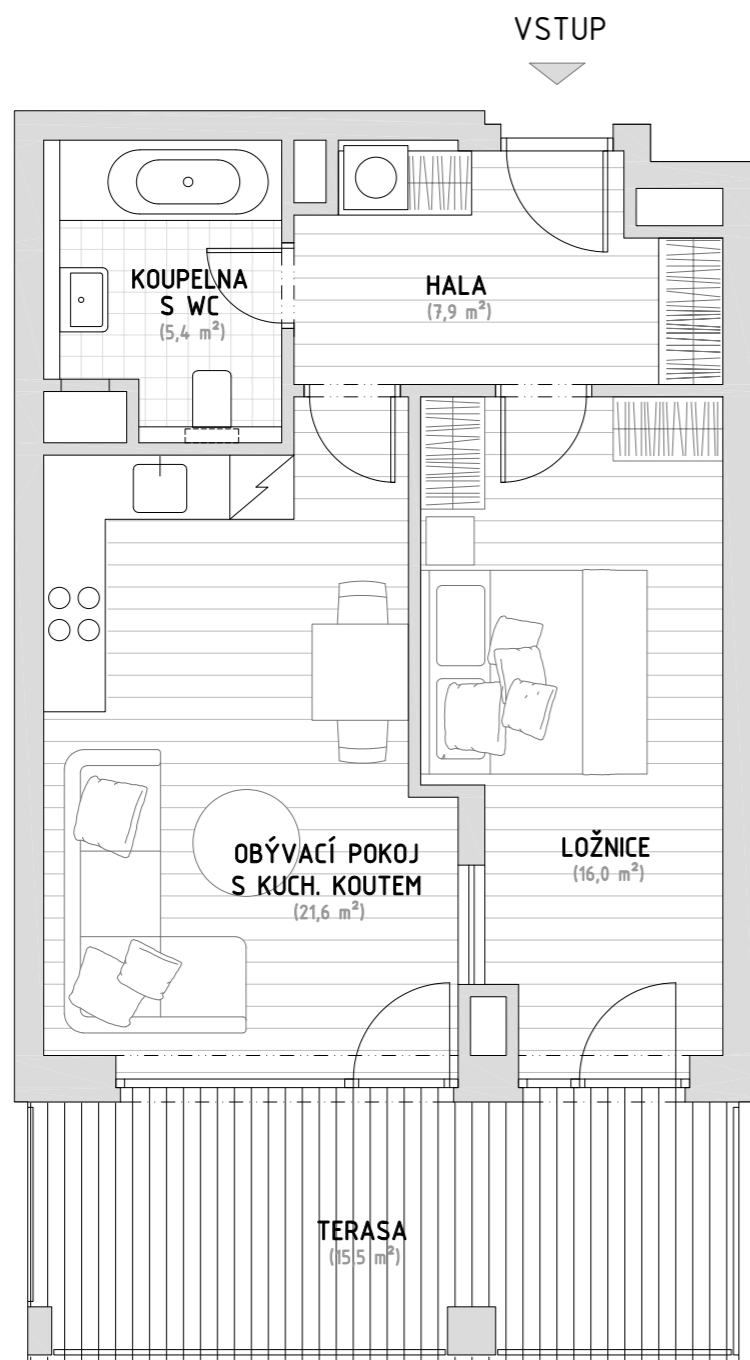 VSTUP
KOUPELNA
S WC
(5,4 m²)
HALA
(7,9 m²)
OBÝVACÍ POKOJ
S KUCH. KOUTEM
(21,6 m²)
LOŽNICE
(16,0 m²)
TERASA
(15,5 m²)